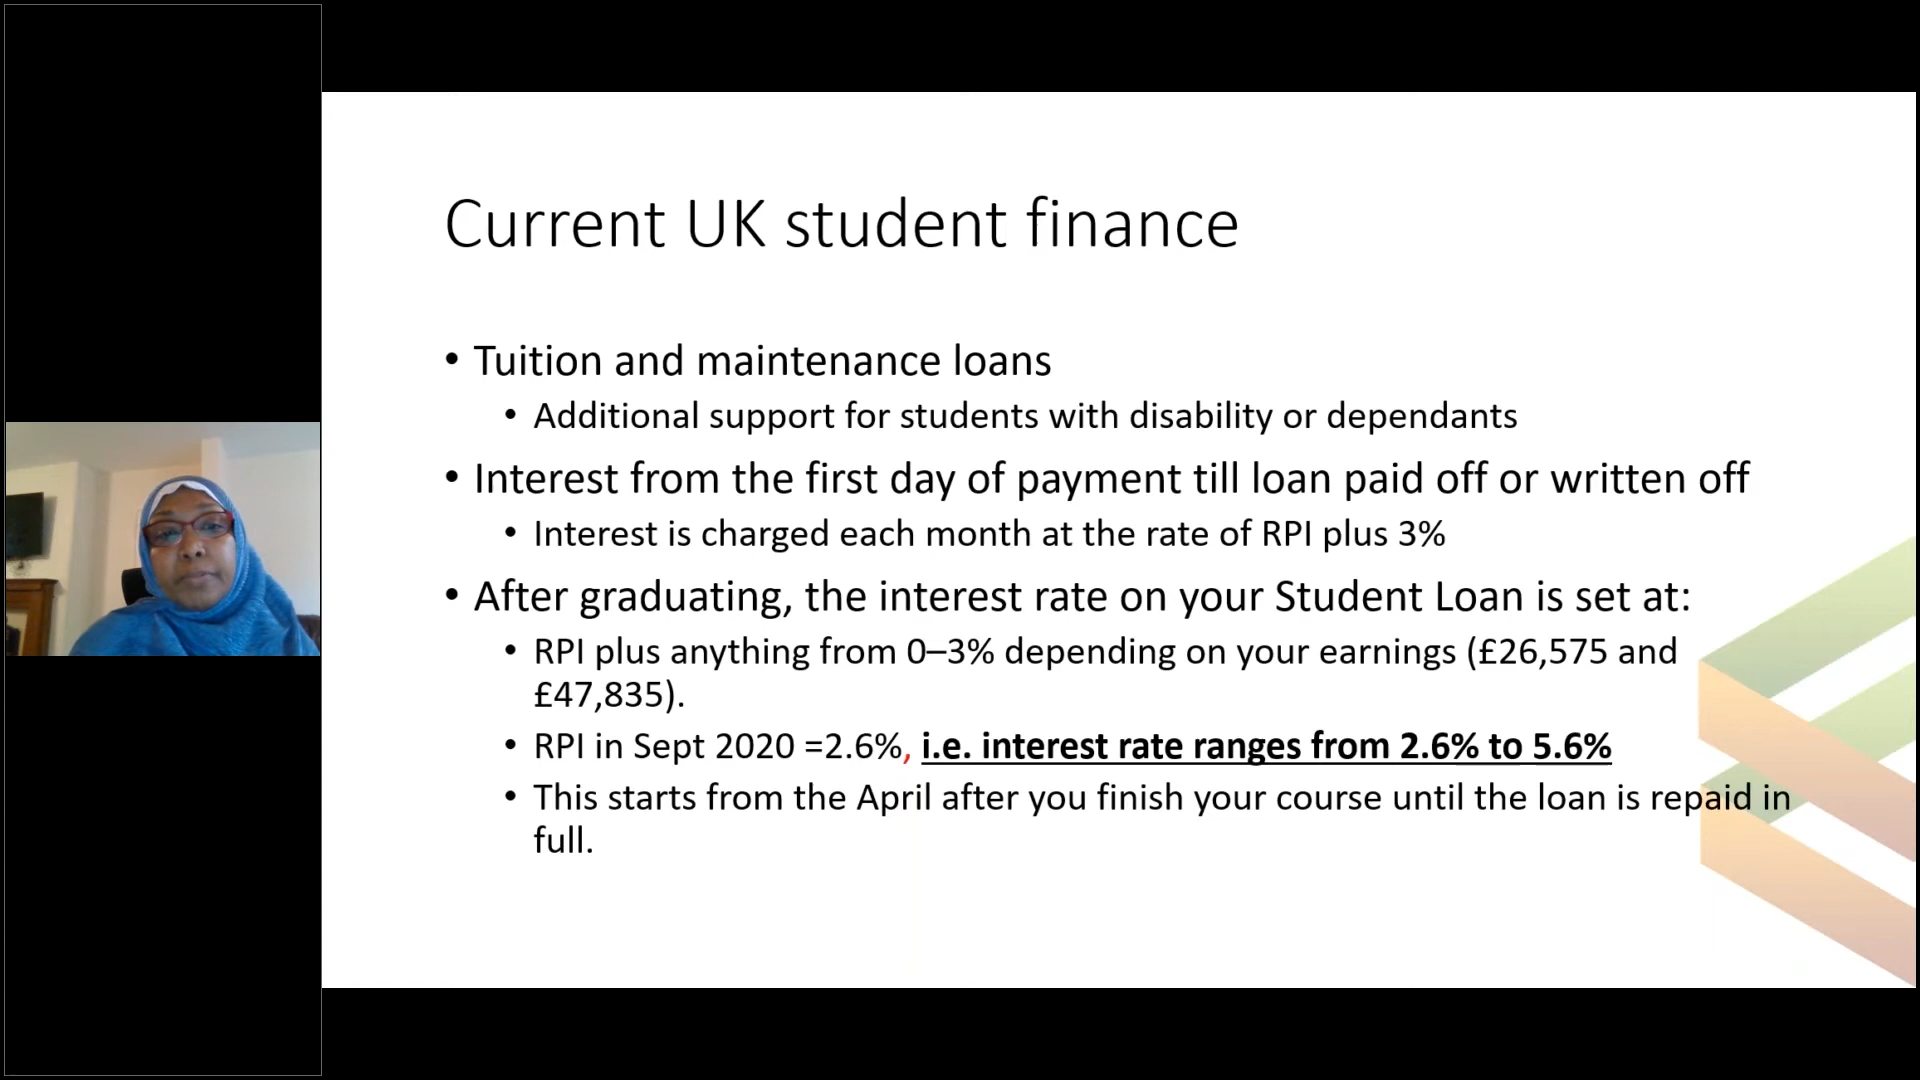 Current UK student finance
• Tuition and maintenance loans
• Additional support for students with disability or dependants
• Interest from the first day of payment till loan paid off or written off
• Interest is charged each month at the rate of RPI plus 3%
• After graduating, the interest rate on your Student Loan is set at:
• RPI plus anything from 0–3% depending on your earnings (£26,575 and
£47,835).
• RPI in Sept 2020 =2.6%, i.e. interest rate ranges from 2.6% to 5.6%
• This starts from the April after you finish your course until the loan is repaid in
full.